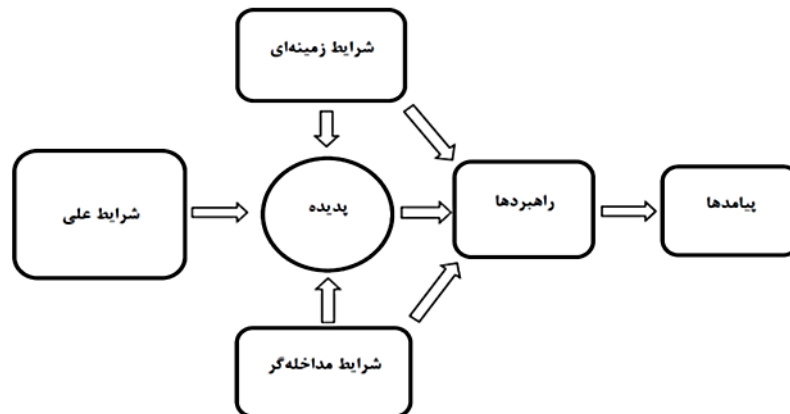 شرایط زمینه‌ای
شرایط علی
پدیده
راهبردها
پیامدها
شرایط مداخله‌گر